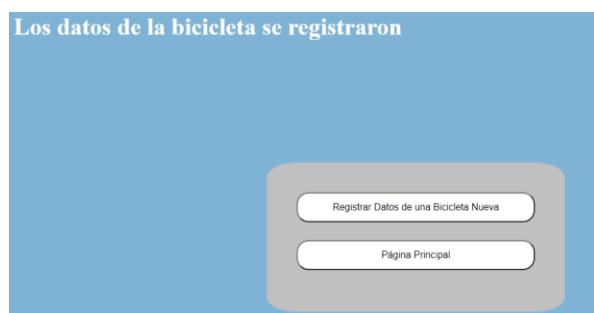 Los datos de la bicicleta se registraron
Registrar Datos de una Bicicleta Nueva
Página Principal